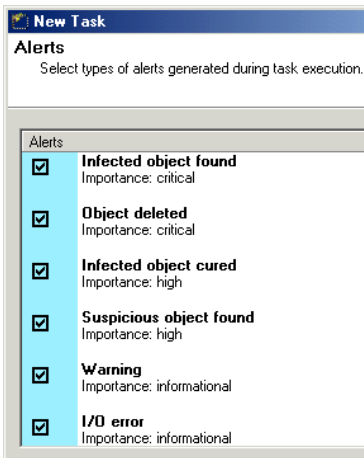 New Task
Alerts
Select types of alerts generated during task execution.
Alerts
Infected object found
Importance: critical
Object deleted
Importance: critical
Infected object cured
Importance: high
Suspicious object found
Importance: high
Warning
Importance: informational
I/O error
Importance: informational